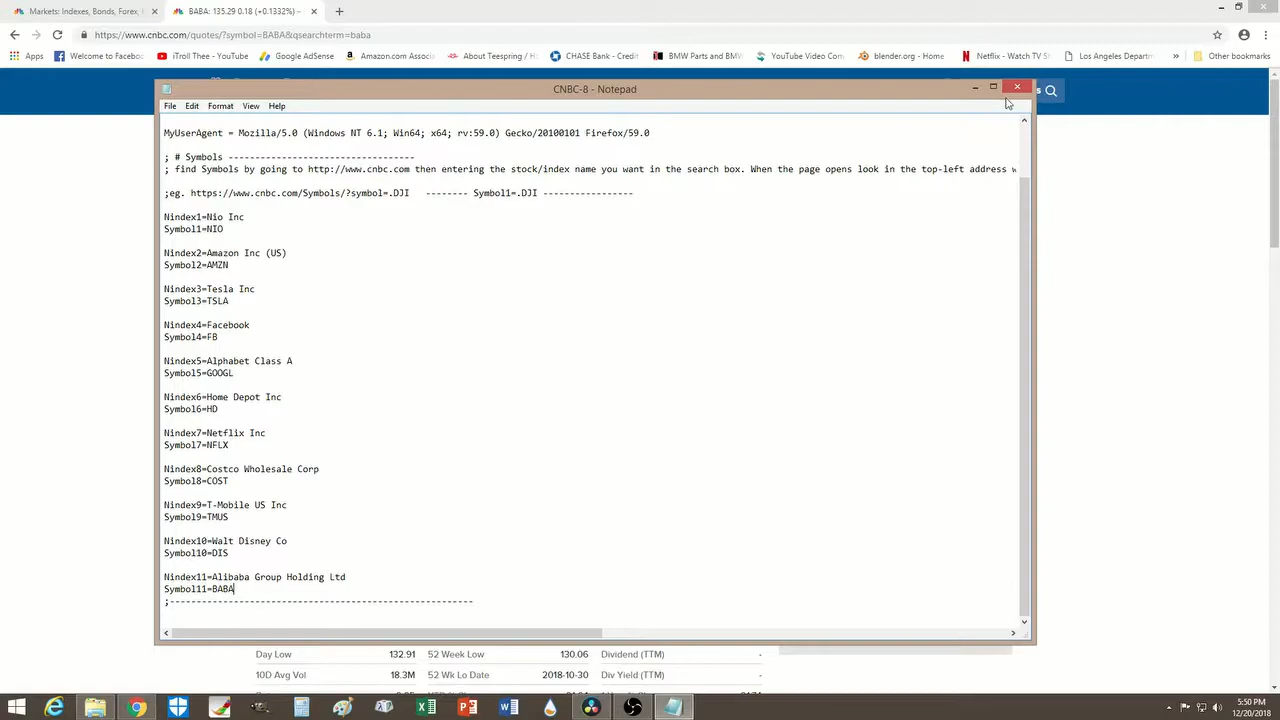 Markets: Indexes, Bonds, Forex,
BABA: 135.29 0.18 (+0.1332%) –
https://www.cnbc.com/quotes/?symbol=BABA&qsearchterm=baba
Apps Welcome to Faceboo iTroll Thee - YouTube Google AdSense Amazon.com Associ About Teespring / H CHASE Bank - Credi BMW Parts and BMW YouTube Video Com blender.org - Home Netflix - Watch TV Sh Los Angeles Depart Other bookmarks
CNBC-8 - Notepad
File Edit Format View Help
MyUserAgent = Mozilla/5.0 (Windows NT 6.1; Win64; x64; rv:59.0) Gecko/20100101 Firefox/59.0
; # Symbols -----------------------------------
; find Symbols by going to http://www.cnbc.com then entering the stock/index name you want in the search box. When the page opens look in the top-left address w
;eg. https://www.cnbc.com/Symbols/?symbol=.DJI -------- Symbol1=.DJI -----------------
Nindex1=Nio Inc
Symbol1=NIO
Nindex2=Amazon Inc (US)
Symbol2=AMZN
Nindex3=Tesla Inc
Symbol3=TSLA
Nindex4=Facebook
Symbol4=FB
Nindex5=Alphabet Class A
Symbol5=GOOGL
Nindex6=Home Depot Inc
Symbol6=HD
Nindex7=Netflix Inc
Symbol7=NFLX
Nindex8=Costco Wholesale Corp
Symbol8=COST
Nindex9=T-Mobile US Inc
Symbol9=TMUS
Nindex10=Walt Disney Co
Symbol10=DIS
Nindex11=Alibaba Group Holding Ltd
Symbol11=BABA
;---------------------------------------------------------
Day Low 132.91 52 Week Low 130.06 Dividend (TTM) -
10D Avg Vol 18.3M 52 Wk Lo Date 2018-10-30 Div Yield (TTM) -
5:50 PM
12/20/2018